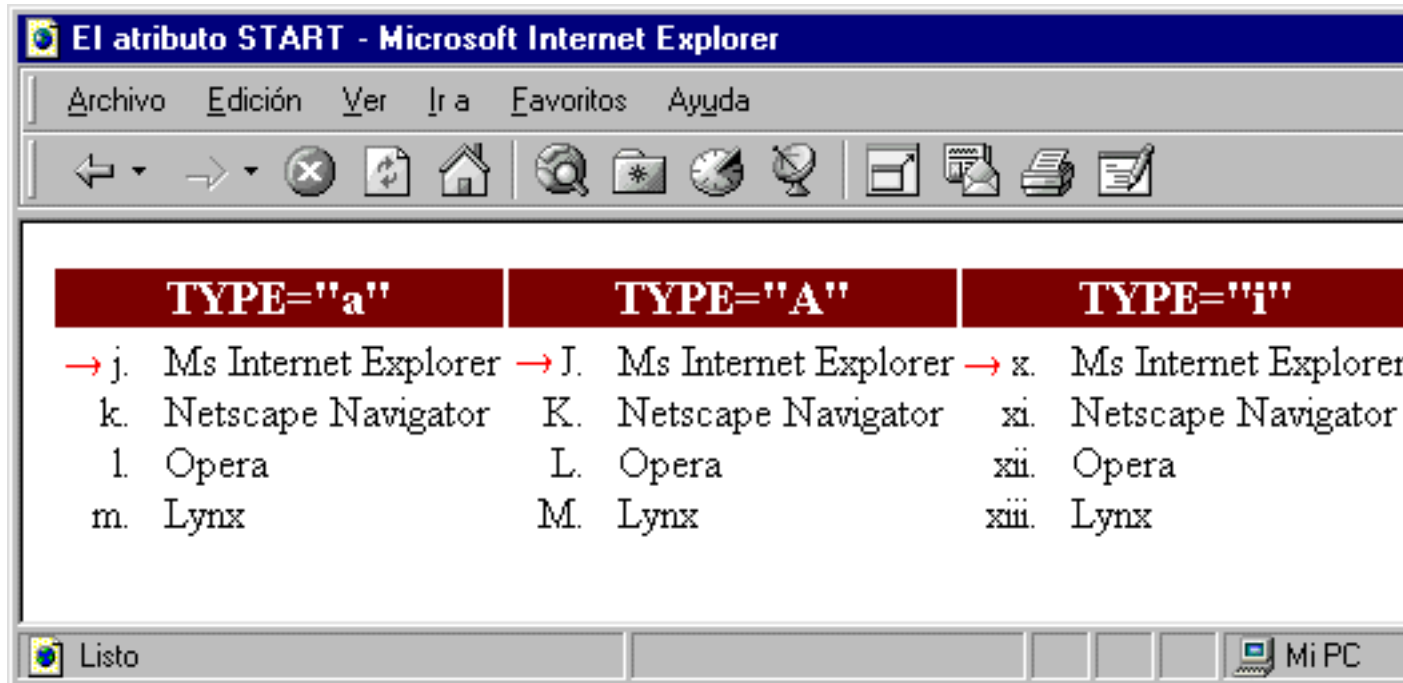 El atributo START - Microsoft Internet Explorer
Archivo Edición Ver Ir a Favoritos Ayuda
TYPE="a" TYPE="A" TYPE="i"
→ j. Ms Internet Explorer → J. Ms Internet Explorer → x. Ms Internet Explorer
k. Netscape Navigator K. Netscape Navigator xi. Netscape Navigator
l. Opera L. Opera xii. Opera
m. Lynx M. Lynx xiii. Lynx
Listo Mi PC